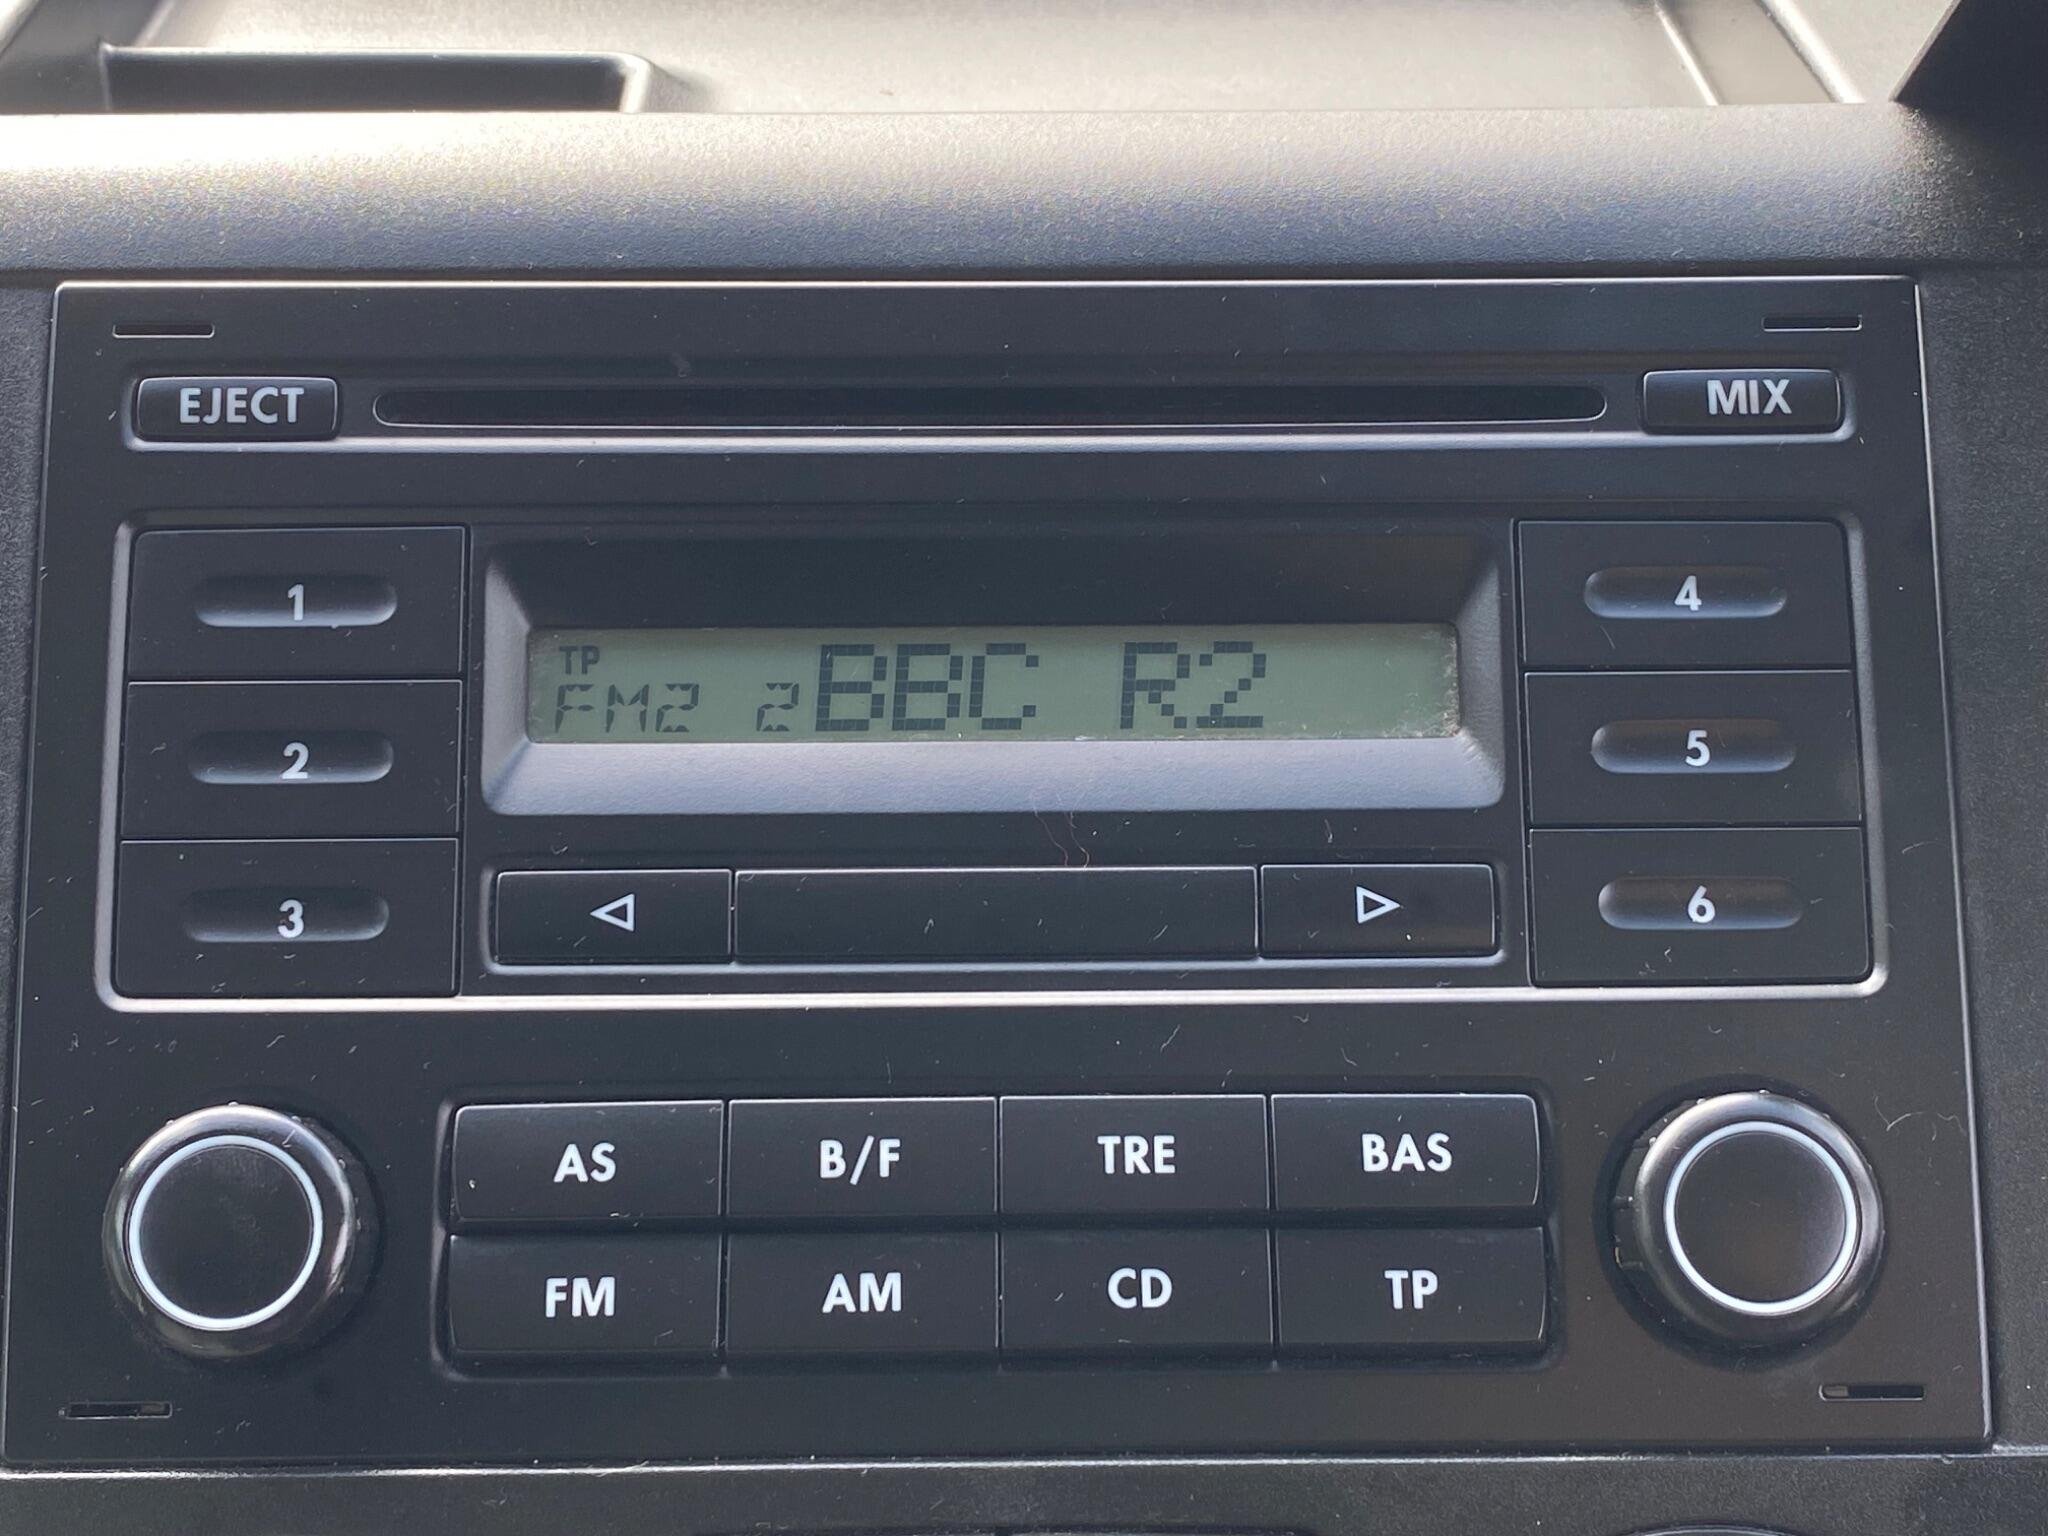 EJECT MIX
1 4
TP
FM2 2 BBC R2
2 5
3 6
AS B/F TRE BAS
FM AM CD TP